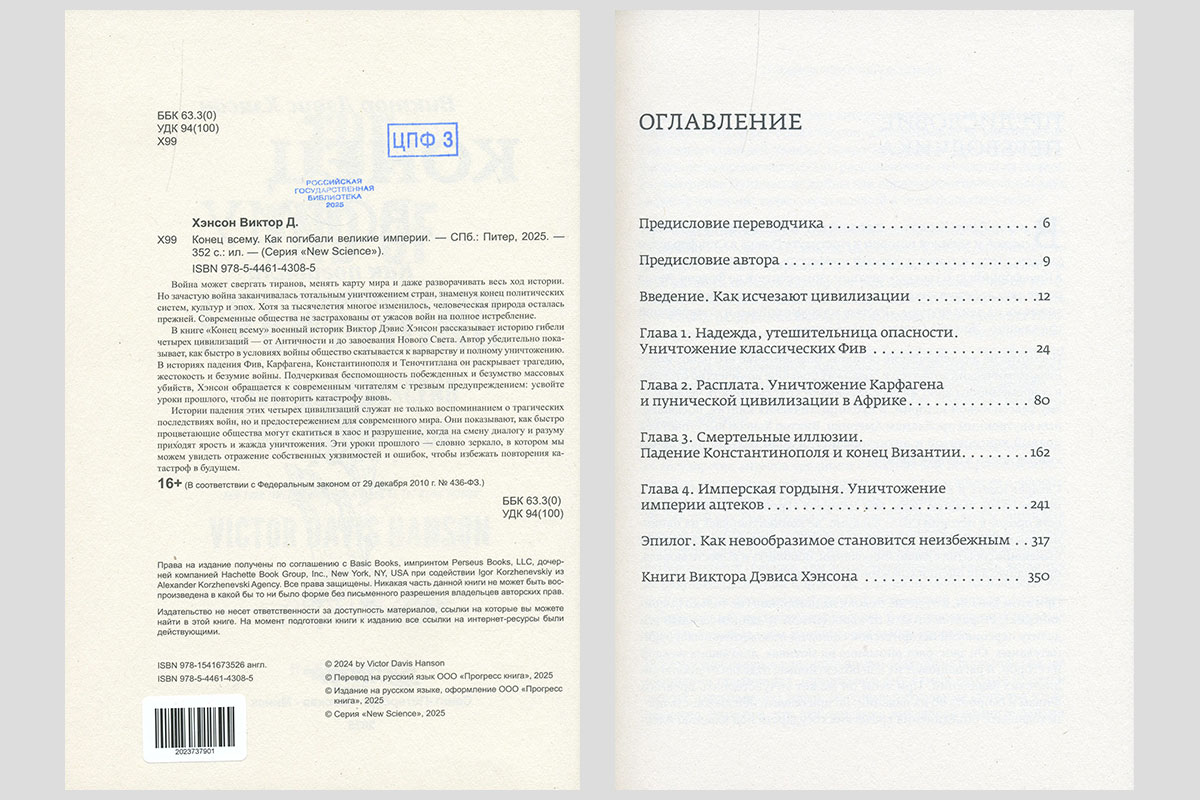 ББК 63.3(0)
УДК 94(100)
Х99
ЦПФ 3
РОССИЙСКАЯ
ГОСУДАРСТВЕННАЯ
БИБЛИОТЕКА
2025
Хэнсон Виктор Д.
Х99 Конец всему. Как погибали великие империи. — СПб.: Питер, 2025. —
352 с.: ил. — (Серия «New Science»).
ISBN 978-5-4461-4308-5
Война может свергать тиранов, менять карту мира и даже разворачивать весь ход истории.
Но зачастую война заканчивалась тотальным уничтожением стран, знаменуя конец политических
систем, культур и эпох. Хотя за тысячелетия многое изменилось, человеческая природа осталась
прежней. Современные общества не застрахованы от ужасов войн на полное истребление.
В книге «Конец всему» военный историк Виктор Дэвис Хэнсон рассказывает историю гибели
четырех цивилизаций — от Античности и до завоевания Нового Света. Автор убедительно пока-
зывает, как быстро в условиях войны общество скатывается к варварству и полному уничтожению.
В историях падения Фив, Карфагена, Константинополя и Теночтитлана он раскрывает трагедию,
жестокость и безумие войны. Подчеркивая беспомощность побежденных и безумство массовых
убийств, Хэнсон обращается к современным читателям с трезвым предупреждением: усвойте
уроки прошлого, чтобы не повторить катастрофу вновь.
Истории падения этих четырех цивилизаций служат не только воспоминанием о трагических
последствиях войн, но и предостережением для современного мира. Они показывают, как быстро
процветающие общества могут скатиться в хаос и разрушение, когда на смену диалогу и разуму
приходят ярость и жажда уничтожения. Эти уроки прошлого — словно зеркало, в котором мы
можем увидеть отражение собственных уязвимостей и ошибок, чтобы избежать повторения ка-
тастроф в будущем.
16+ (В соответствии с Федеральным законом от 29 декабря 2010 г. № 436-ФЗ.)
ББК 63.3(0)
УДК 94(100)
Права на издание получены по соглашению с Basic Books, импринтом Perseus Books, LLC, дочер-
ней компанией Hachette Book Group, Inc., New York, NY, USA при содействии Igor Korzhenevskiy из
Alexander Korzhenevski Agency. Все права защищены. Никакая часть данной книги не может быть вос-
произведена в какой бы то ни было форме без письменного разрешения владельцев авторских прав.
Издательство не несет ответственности за доступность материалов, ссылки на которые вы можете
найти в этой книге. На момент подготовки книги к изданию все ссылки на интернет-ресурсы были
действующими.
ISBN 978-1541673526 англ.
ISBN 978-5-4461-4308-5
© 2024 by Victor Davis Hanson
© Перевод на русский язык ООО «Прогресс книга», 2025
© Издание на русском языке, оформление ООО «Прогресс
книга», 2025
© Серия «New Science», 2025
2023737901
ОГЛАВЛЕНИЕ
Предисловие переводчика . . . . . . . . . . . . . . . . . . . . . . . . 6
Предисловие автора . . . . . . . . . . . . . . . . . . . . . . . . . . . . . 9
Введение. Как исчезают цивилизации . . . . . . . . . . . . . . 12
Глава 1. Надежда, утешительница опасности.
Уничтожение классических Фив . . . . . . . . . . . . . . . . . . 24
Глава 2. Расплата. Уничтожение Карфагена
и пунической цивилизации в Африке . . . . . . . . . . . . . . 80
Глава 3. Смертельные иллюзии.
Падение Константинополя и конец Византии . . . . . . . 162
Глава 4. Имперская гордыня. Уничтожение
империи ацтеков . . . . . . . . . . . . . . . . . . . . . . . . . . . . . . 241
Эпилог. Как невообразимое становится неизбежным . . 317
Книги Виктора Дэвиса Хэнсона . . . . . . . . . . . . . . . . . . 350